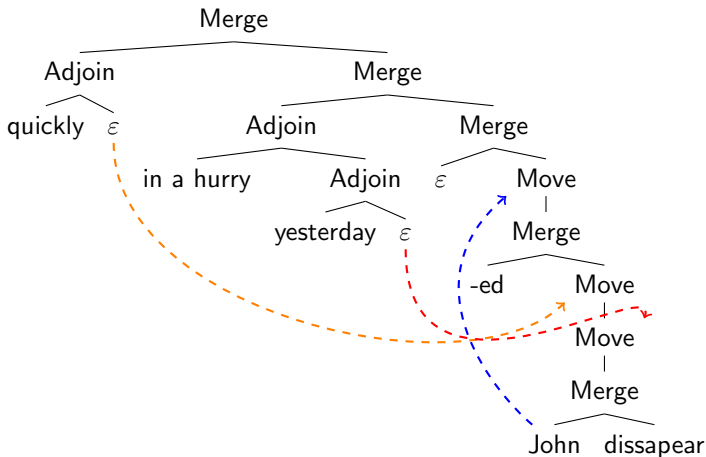 Merge
Adjoin Merge
quickly ε Adjoin Merge
in a hurry Adjoin ε Move
yesterday ε Merge
-ed Move
Move
Merge
John dissapear